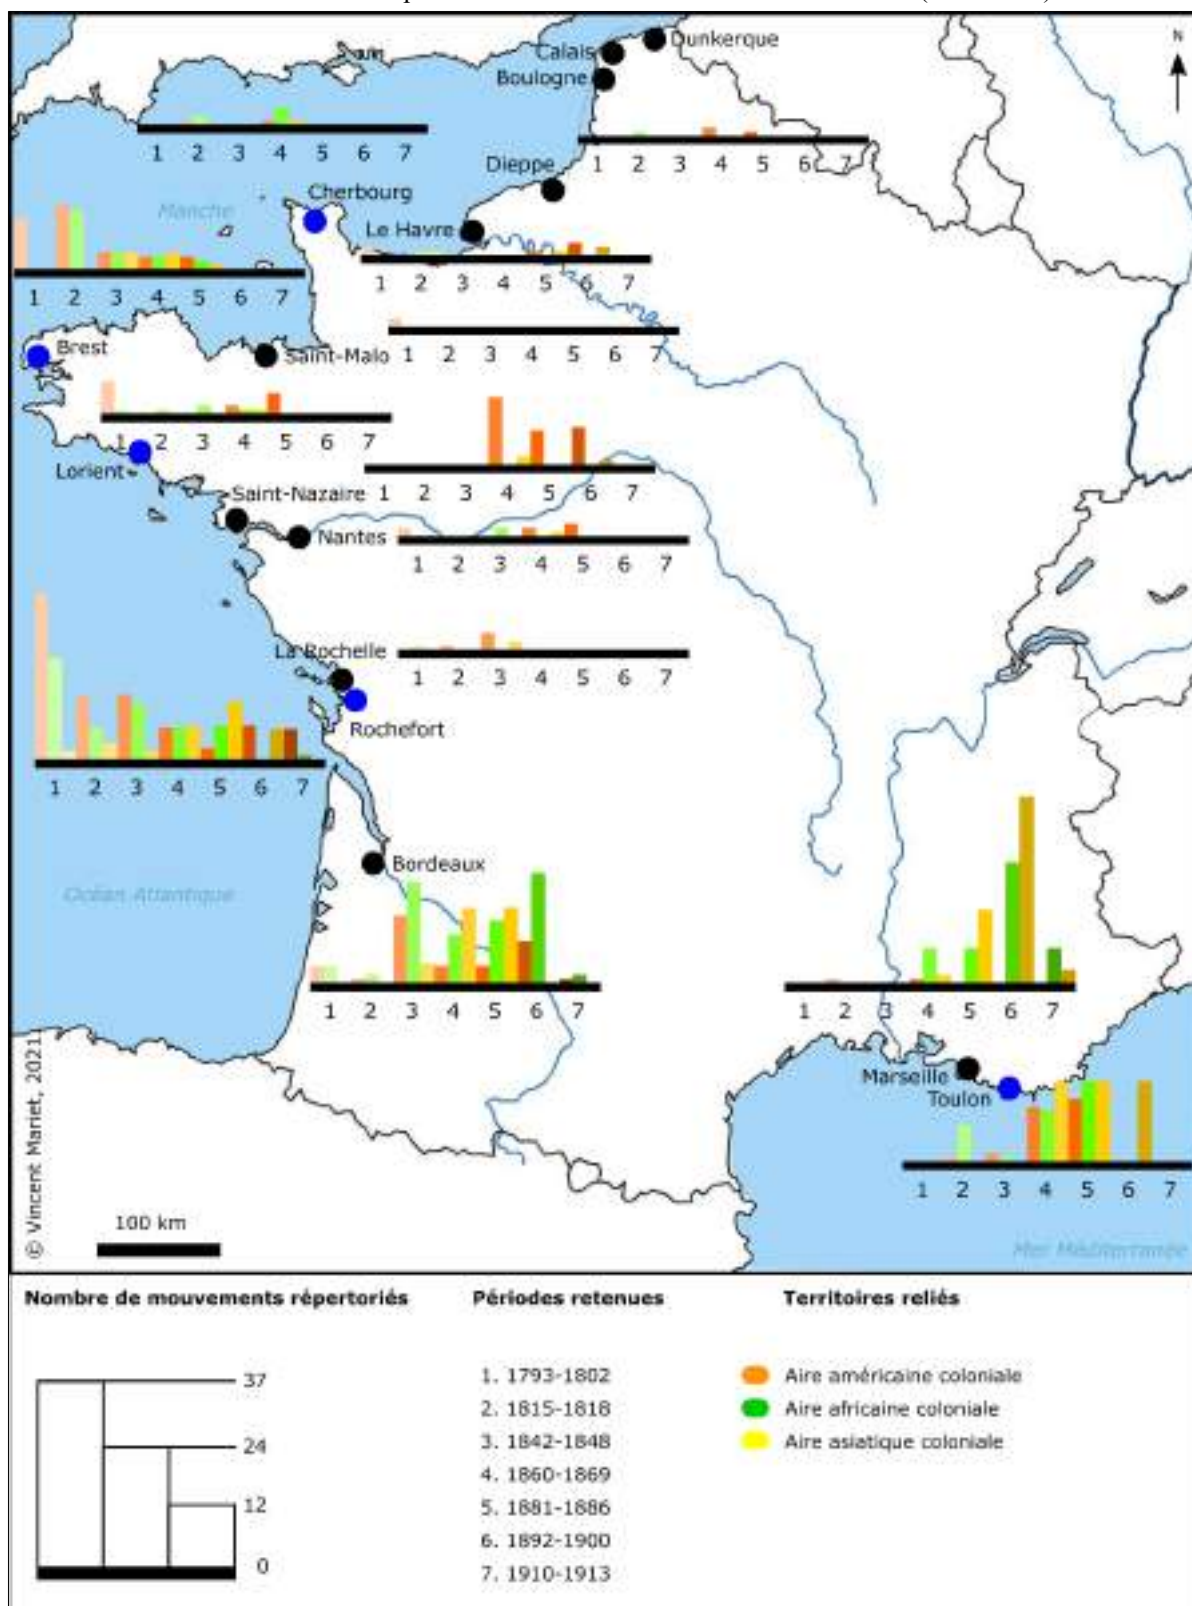 N
Dunkerque
Calais
Boulogne
1 2 3 4 5 6 7
1 2 3 4 5 6 7
Dieppe
Cherbourg
Manche
Le Havre
1 2 3 4 5 6 7
1 2 3 4 5 6 7
1 2 3 4 5 6 7
Brest
Saint-Malo
1 2 3 4 5 6 7
Lorient
1 2 3 4 5 6 7
Saint-Nazaire
Nantes
1 2 3 4 5 6 7
La Rochelle
1 2 3 4 5 6 7
Rochefort
1 2 3 4 5 6 7
Bordeaux
Océan Atlantique
1 2 3 4 5 6 7
1 2 3 4 5 6 7
Marseille
Toulon
1 2 3 4 5 6 7
© Vincent Mariet, 2021.
100 km
Mer Méditerranée
Nombre de mouvements répertoriés
37
24
12
0
Périodes retenues
1. 1793-1802
2. 1815-1818
3. 1842-1848
4. 1860-1869
5. 1881-1886
6. 1892-1900
7. 1910-1913
Territoires reliés
Aire américaine coloniale
Aire africaine coloniale
Aire asiatique coloniale